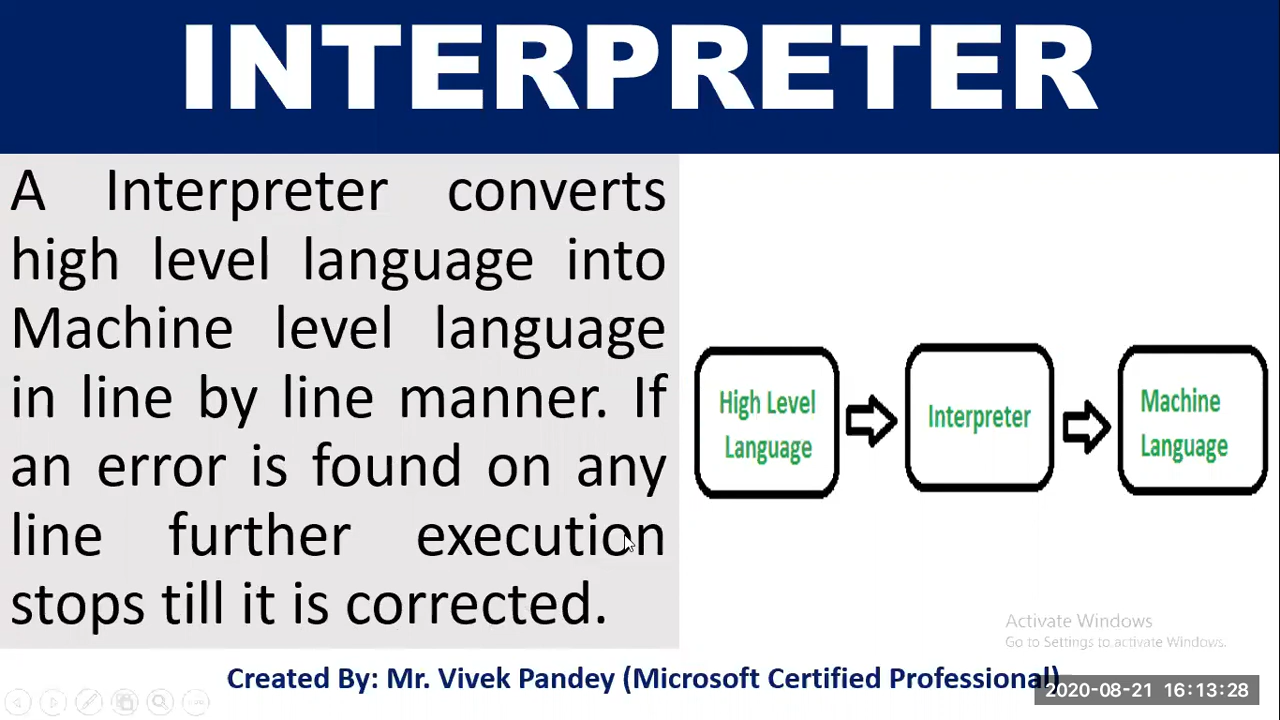 INTERPRETER
A Interpreter converts
high level language into
Machine level language
in line by line manner. If
an error is found on any
line further execution
stops till it is corrected.
High Level
Language
Interpreter
Machine
Language
Activate Windows
Go to Settings to activate Windows.
Created By: Mr. Vivek Pandey (Microsoft Certified Professional)
2020-08-21 16:13:28